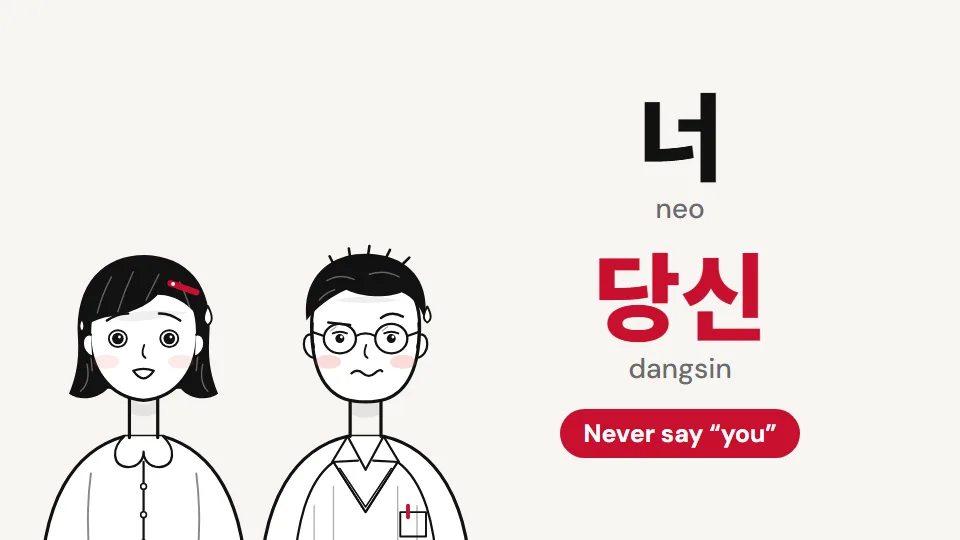 너
neo
당신
dangsin
Never say “you”